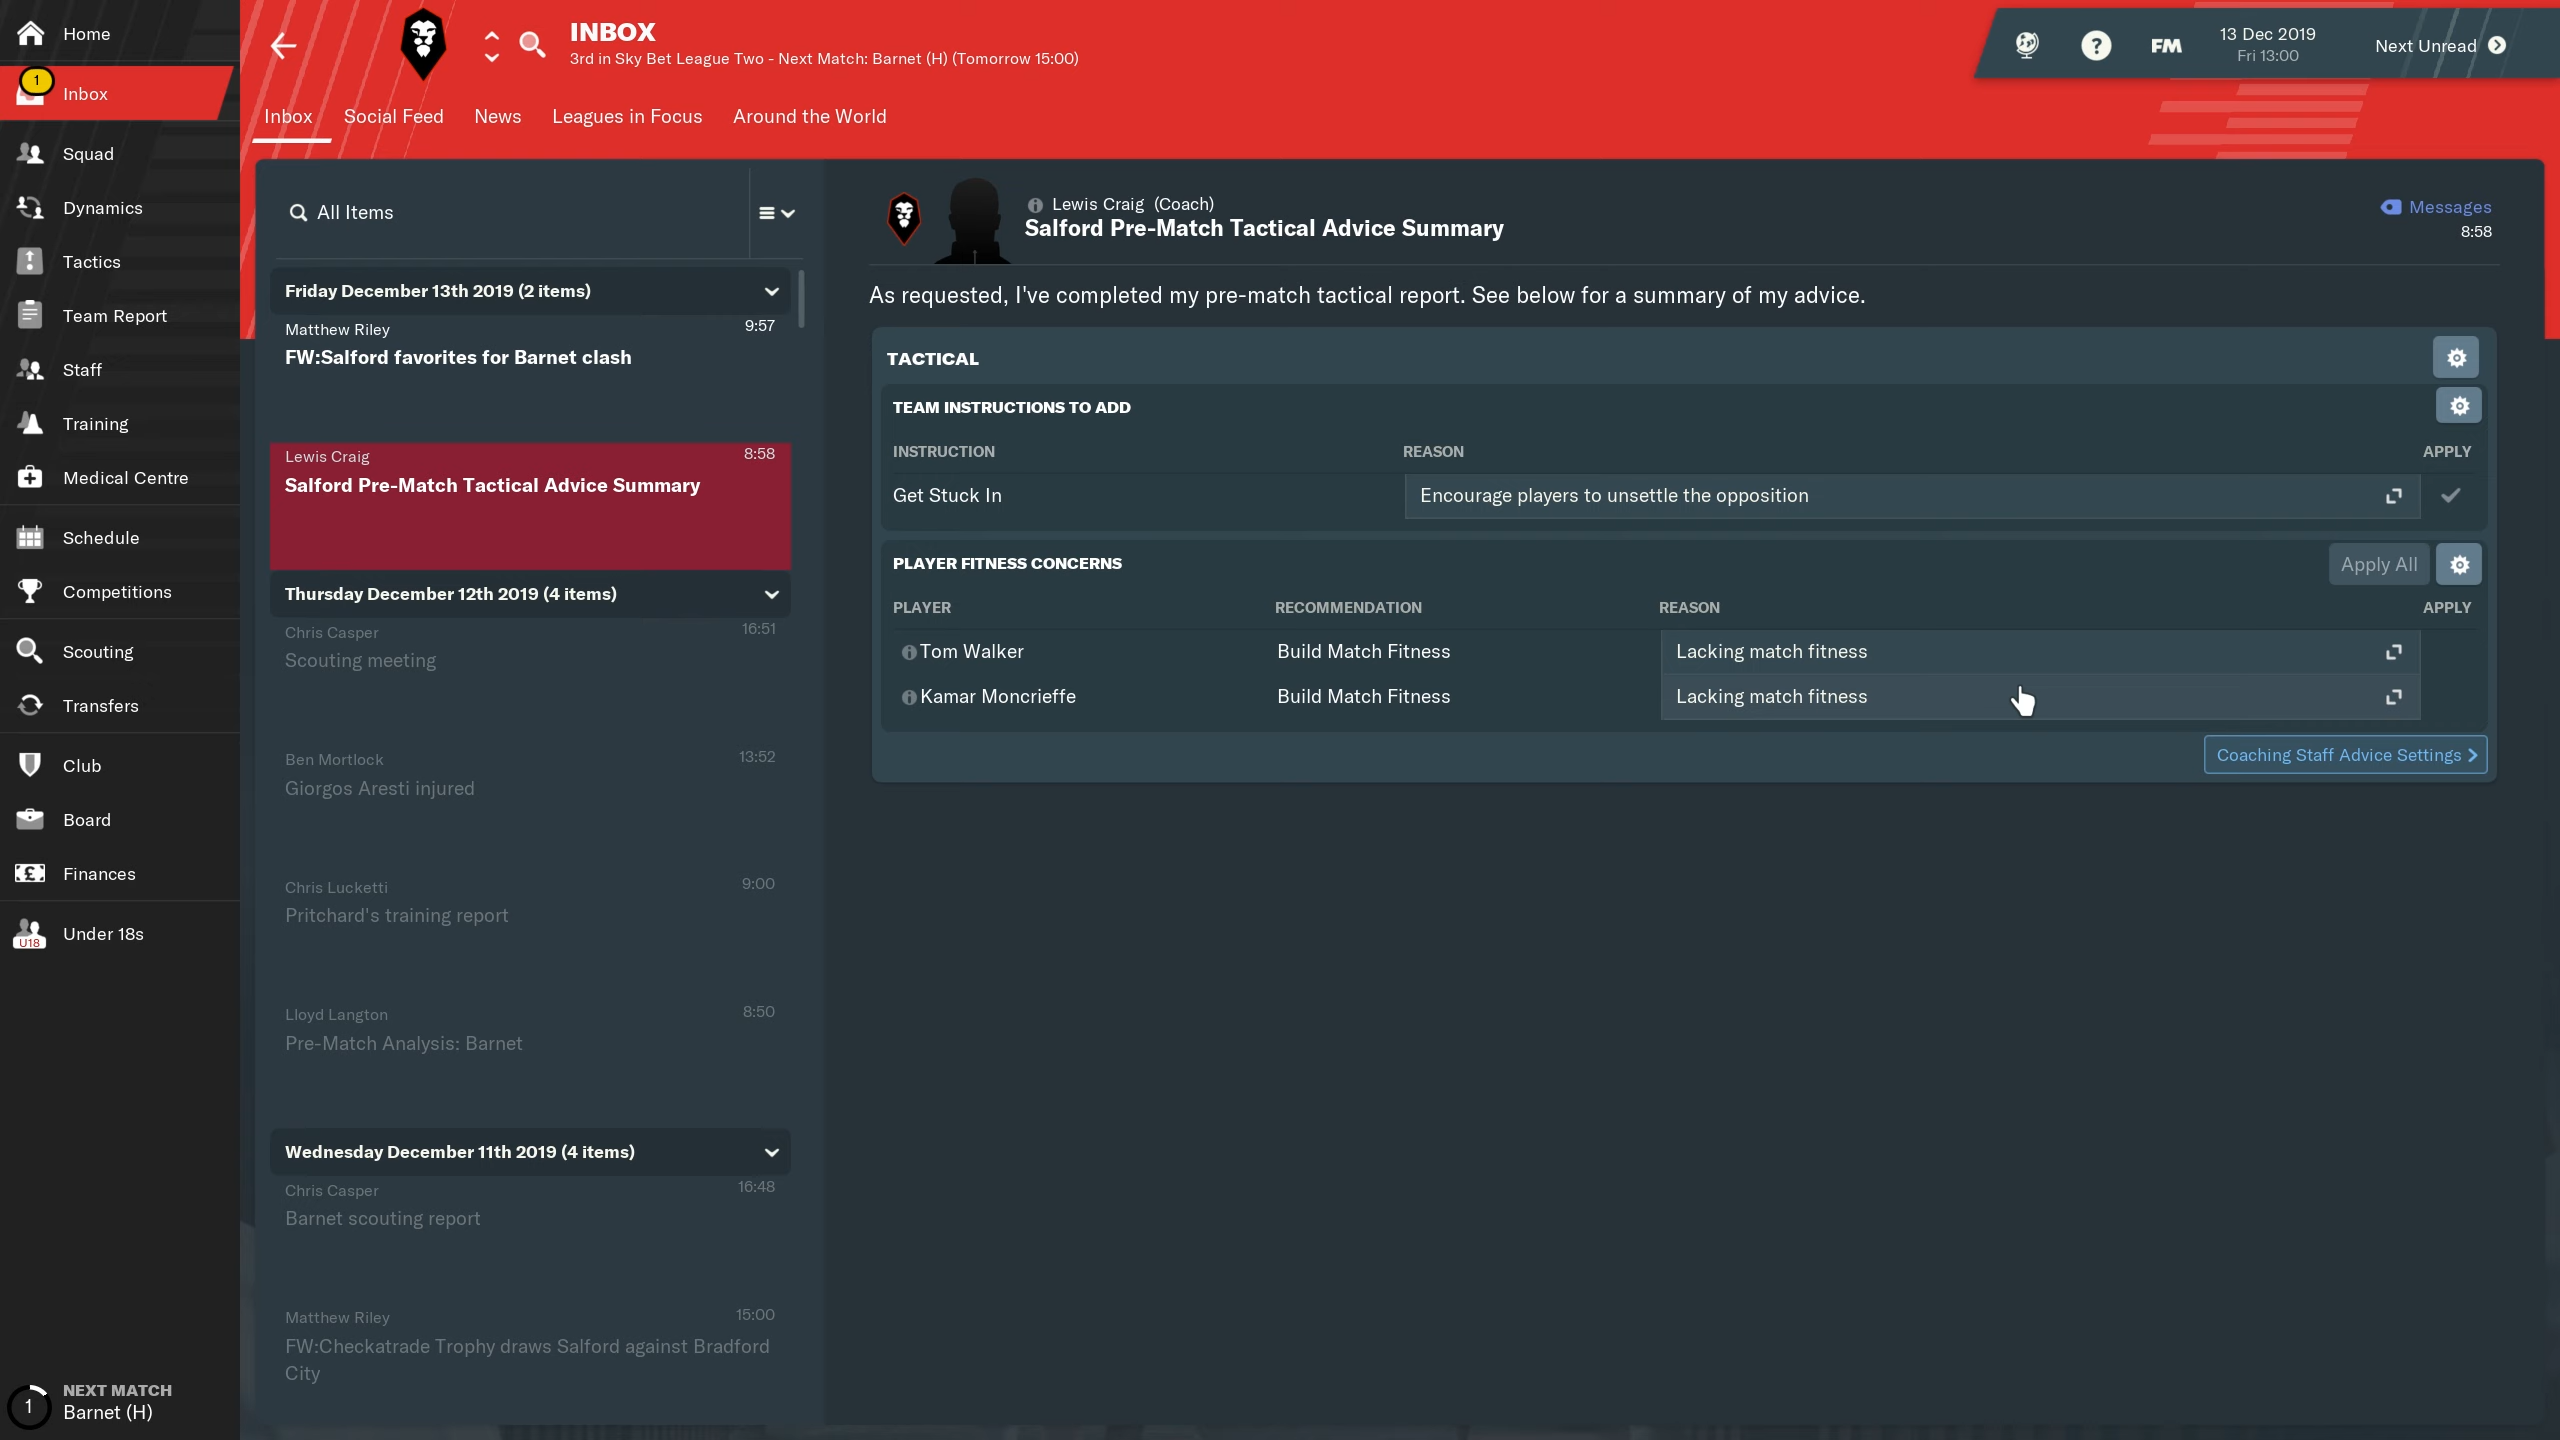 Home
1
Inbox
Squad
Dynamics
Tactics
Team Report
Staff
Training
Medical Centre
Schedule
Competitions
Scouting
Transfers
Club
Board
Finances
U18
Under 18s
1
NEXT MATCH
Barnet (H)
INBOX
3rd in Sky Bet League Two - Next Match: Barnet (H) (Tomorrow 15:00)
?
FM
13 Dec 2019
Fri 13:00
Next Unread
Inbox Social Feed News Leagues in Focus Around the World
All Items
Friday December 13th 2019 (2 items)
Matthew Riley 9:57
FW:Salford favorites for Barnet clash
Lewis Craig 8:58
Salford Pre-Match Tactical Advice Summary
Thursday December 12th 2019 (4 items)
Chris Casper 16:51
Scouting meeting
Ben Mortlock 13:52
Giorgos Aresti injured
Chris Lucketti 9:00
Pritchard's training report
Lloyd Langton 8:50
Pre-Match Analysis: Barnet
Wednesday December 11th 2019 (4 items)
Chris Casper 16:48
Barnet scouting report
Matthew Riley 15:00
FW:Checkatrade Trophy draws Salford against Bradford
City
Lewis Craig (Coach)
Salford Pre-Match Tactical Advice Summary
Messages
8:58
As requested, I've completed my pre-match tactical report. See below for a summary of my advice.
TACTICAL
TEAM INSTRUCTIONS TO ADD
INSTRUCTION REASON APPLY
Get Stuck In Encourage players to unsettle the opposition
PLAYER FITNESS CONCERNS Apply All
PLAYER RECOMMENDATION REASON APPLY
Tom Walker Build Match Fitness Lacking match fitness
Kamar Moncrieffe Build Match Fitness Lacking match fitness
Coaching Staff Advice Settings